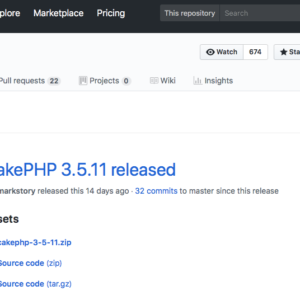 plore Marketplace Pricing This repository Search
Watch 674 Sta
Pull requests 22 Projects 0 Wiki Insights
akePHP 3.5.11 released
markstory released this 14 days ago · 32 commits to master since this release
sets
cakephp-3-5-11.zip
Source code (zip)
Source code (tar.gz)